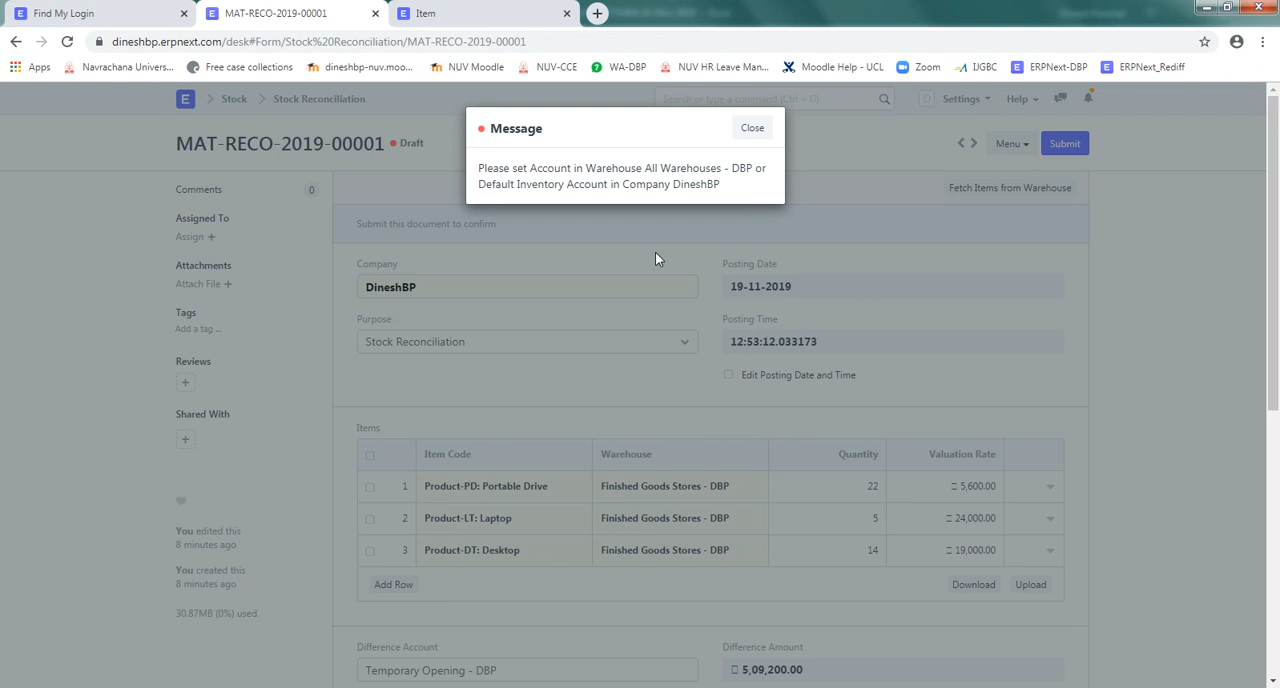 Find My Login
MAT-RECO-2019-00001
Item
dineshbp.erpnext.com/desk#Form/Stock%20Reconciliation/MAT-RECO-2019-00001
Apps
Navrachana Univers...
Free case collections
dineshbp-nuv.moo...
NUV Moodle
NUV-CCE
WA-DBP
NUV HR Leave Man...
Moodle Help - UCL
Zoom
IJGBC
ERPNext-DBP
ERPNext_Rediff
E
Stock
Stock Reconciliation
Search or type a command (Ctrl + G)
D
Settings
Help
MAT-RECO-2019-00001
Draft
Menu
Submit
Message
Close
Please set Account in Warehouse All Warehouses - DBP or
Default Inventory Account in Company DineshBP
Comments
0
Assigned To
Assign +
Attachments
Attach File +
Tags
Add a tag ...
Reviews
+
Shared With
+
You edited this
8 minutes ago
You created this
8 minutes ago
30.87MB (0%) used
Fetch Items from Warehouse
Submit this document to confirm
Company
DineshBP
Posting Date
19-11-2019
Purpose
Stock Reconciliation
Posting Time
12:53:12.033173
Edit Posting Date and Time
Items
Item Code Warehouse Quantity Valuation Rate
1 Product-PD: Portable Drive Finished Goods Stores - DBP 22 5,600.00
2 Product-LT: Laptop Finished Goods Stores - DBP 5 24,000.00
3 Product-DT: Desktop Finished Goods Stores - DBP 14 19,000.00
Add Row
Download
Upload
Difference Account
Temporary Opening - DBP
Difference Amount
5,09,200.00